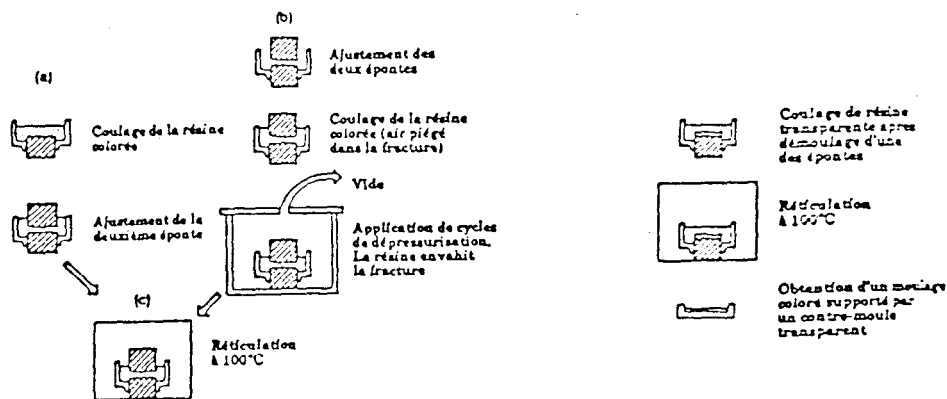 (a)
Coulage de la résine
colorée
Ajustement de la
deuxième éponte
(b)
Ajustement des
deux épontes
Coulage de la résine
colorée (air piégé
dans la fracture)
Vide
Application de cycles
de dépressurisation.
La résine envahit
la fracture
(c)
Réticulation
à 100°C
Coulage de résine
transparente après
démoulage d'une
des épontes
Réticulation
à 100°C
Obtention d'un moulage
coloré supporté par
un contre-moule
transparent